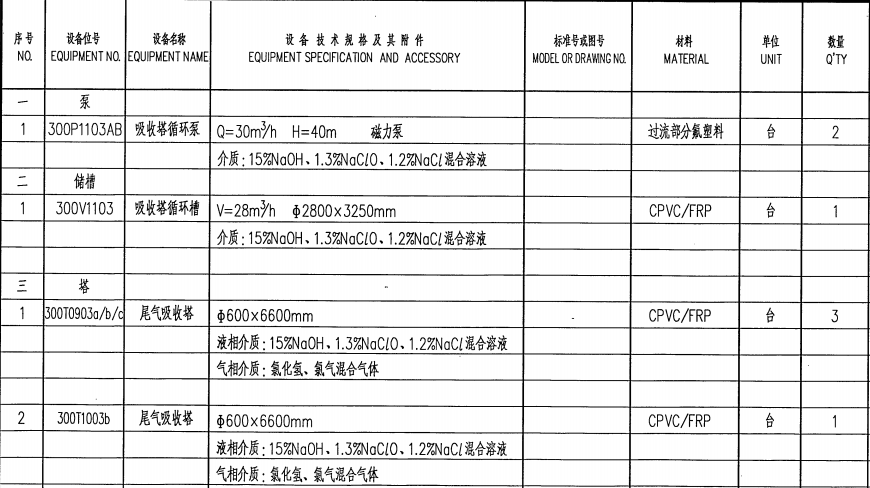 序号 设备位号 设备名称 设备技术规格及其附件 标准号或图号 材料 单位 数量
NO. EQUIPMENT NO. EQUIPMENT NAME EQUIPMENT SPECIFICATION AND ACCESSORY MODEL OR DRAWING NO. MATERIAL UNIT Q'TY
一 泵
1 300P1103AB 吸收塔循环泵 Q=30m³/h H=40m 磁力泵 过流部分氟塑料 台 2
介质:15%NaOH、1.3%NaClO、1.2%NaCl混合溶液
二 储槽
1 300V1103 吸收塔循环槽 V=28m³/h Φ2800×3250mm CPVC/FRP 台 1
介质:15%NaOH、1.3%NaClO、1.2%NaCl混合溶液
三 塔
1 300T0903a/b/c 尾气吸收塔 Φ600×6600mm CPVC/FRP 台 3
液相介质:15%NaOH、1.3%NaClO、1.2%NaCl混合溶液
气相介质:氯化氢、氯气混合气体
2 300T1003b 尾气吸收塔 Φ600×6600mm CPVC/FRP 台 1
液相介质:15%NaOH、1.3%NaClO、1.2%NaCl混合溶液
气相介质:氯化氢、氯气混合气体